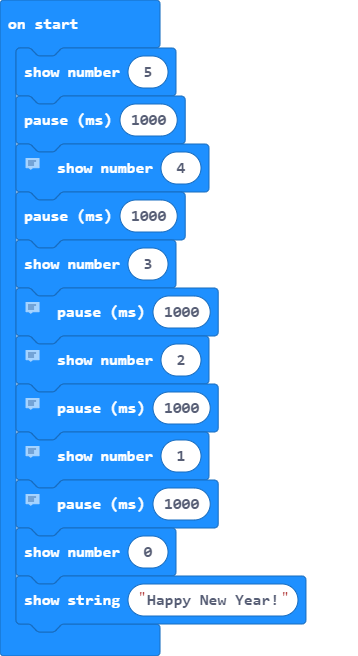 on start
show number 5
pause (ms) 1000
show number 4
pause (ms) 1000
show number 3
pause (ms) 1000
show number 2
pause (ms) 1000
show number 1
pause (ms) 1000
show number 0
show string "Happy New Year!"